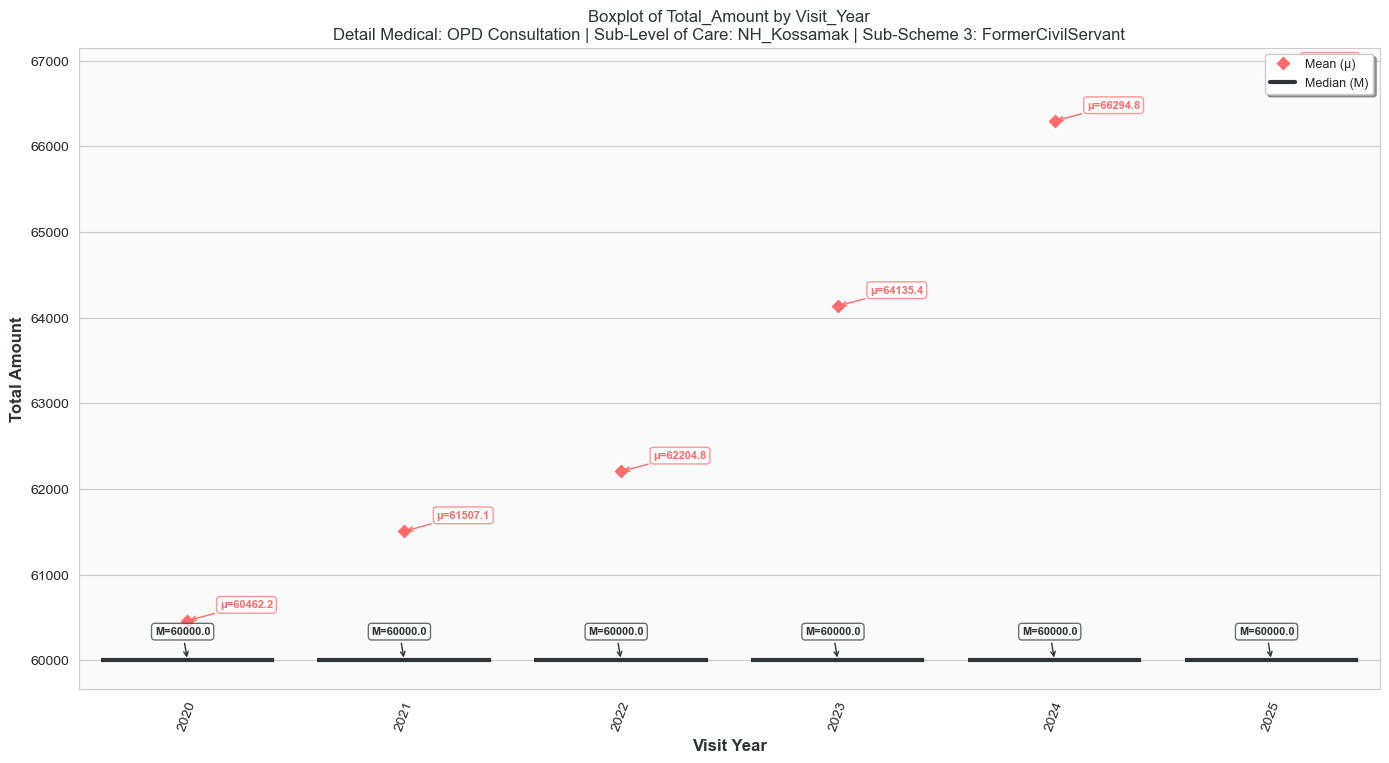 Boxplot of Total_Amount by Visit_Year
Detail Medical: OPD Consultation | Sub-Level of Care: NH_Kossamak | Sub-Scheme 3: FormerCivilServant
Mean (μ)
Median (M)
67000
66000
65000
64000
63000
62000
61000
60000
Total Amount
μ=66294.8
μ=64135.4
μ=62204.8
μ=61507.1
μ=60462.2
M=60000.0
M=60000.0
M=60000.0
M=60000.0
M=60000.0
M=60000.0
2020
2021
2022
2023
2024
2025
Visit Year